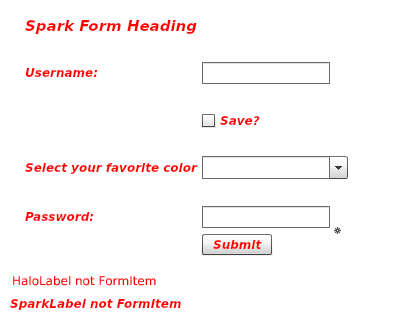 Spark Form Heading
Username:
Save?
Select your favorite color
Password:
Submit
HaloLabel not FormItem
SparkLabel not FormItem